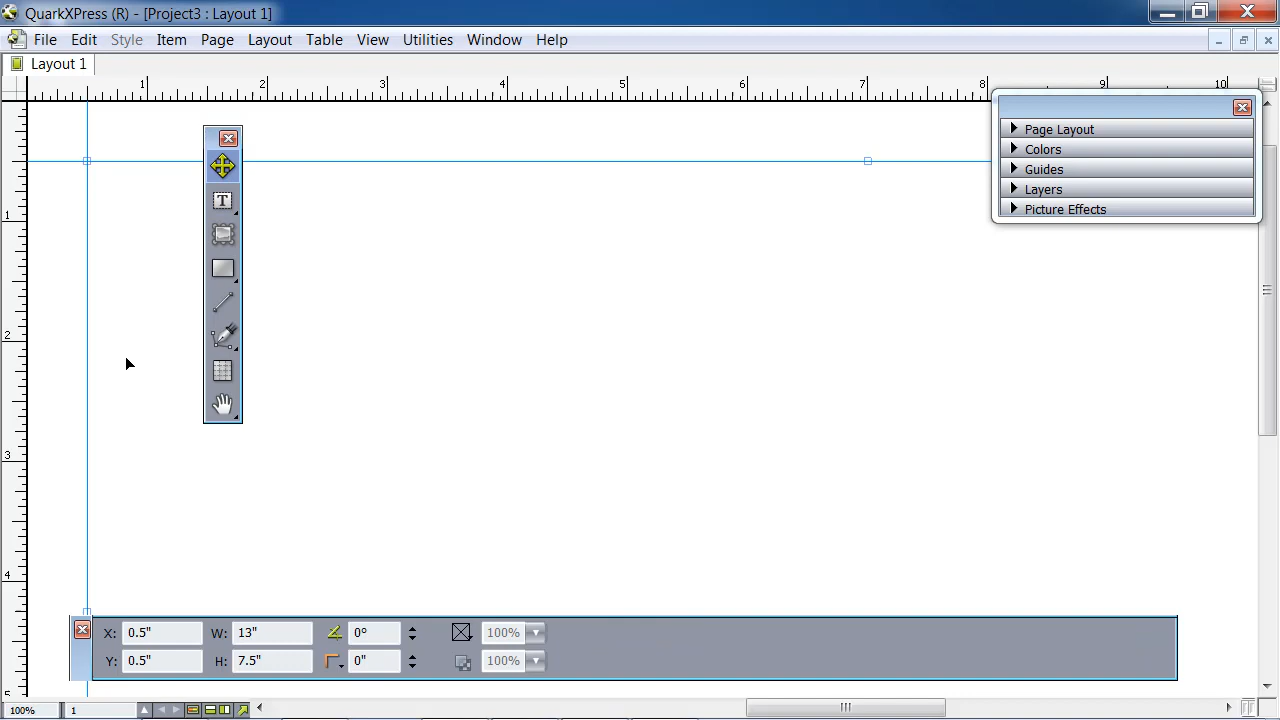 QuarkXPress (R) - [Project3 : Layout 1]
File Edit Style Item Page Layout Table View Utilities Window Help
Layout 1
1 2 3 4 5 6 7 8 9 10
Page Layout
Colors
Guides
Layers
Picture Effects
T
1
2
3
4
5
X: 0.5" W: 13" 0° 100%
Y: 0.5" H: 7.5" 0" 100%
100% 1